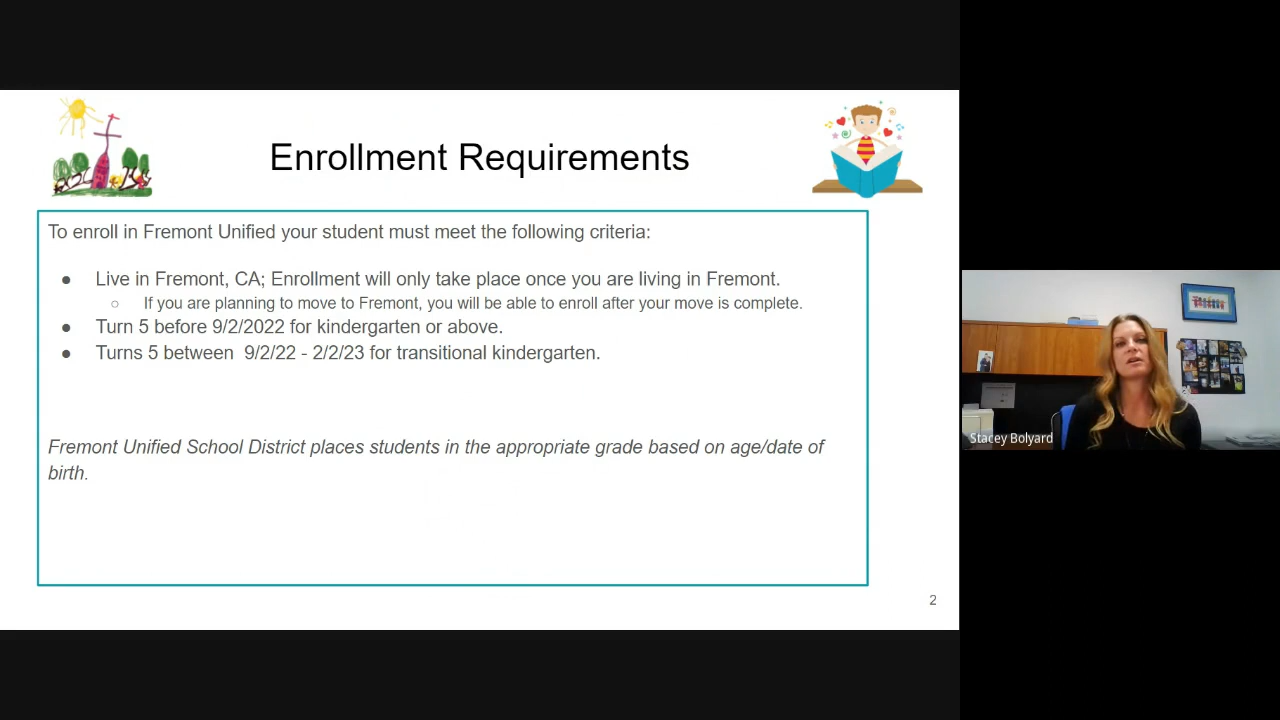 Enrollment Requirements
To enroll in Fremont Unified your student must meet the following criteria:
● Live in Fremont, CA; Enrollment will only take place once you are living in Fremont.
○ If you are planning to move to Fremont, you will be able to enroll after your move is complete.
● Turn 5 before 9/2/2022 for kindergarten or above.
● Turns 5 between 9/2/22 - 2/2/23 for transitional kindergarten.
Fremont Unified School District places students in the appropriate grade based on age/date of
birth.
2
Stacey Bolyard